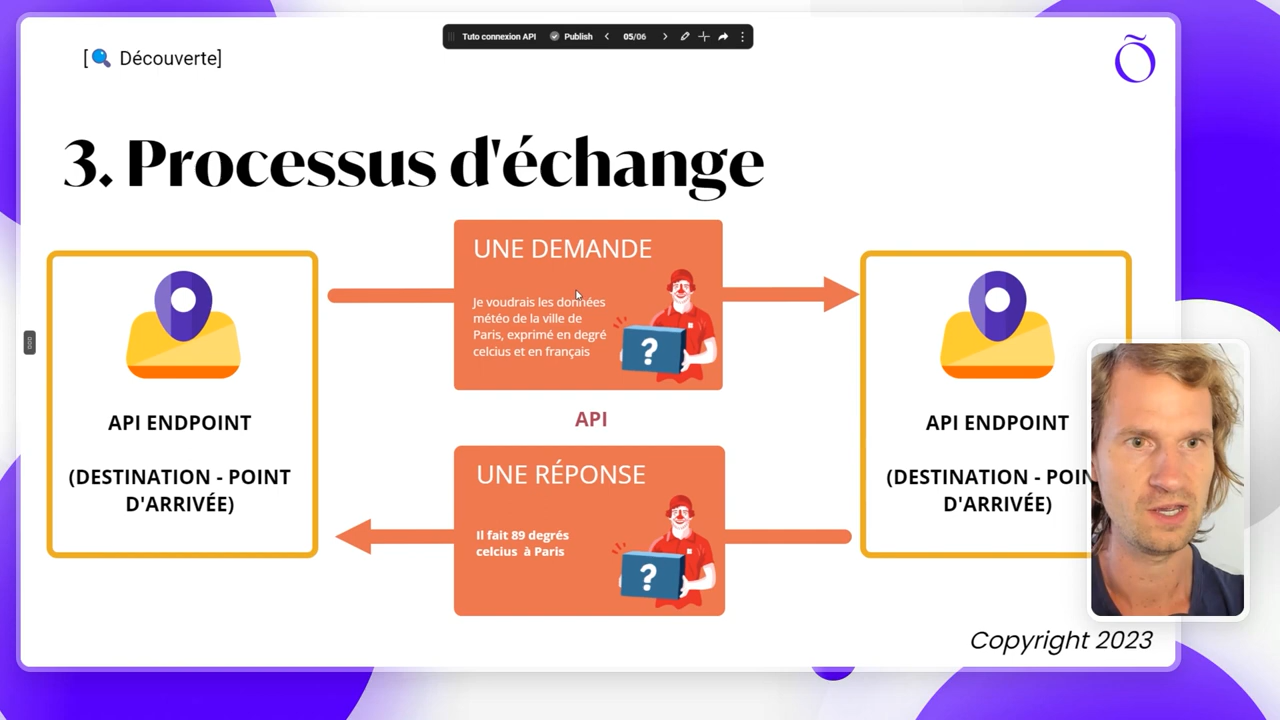 Tuto connexion API Publish 05/06
[🔍 Découverte]
Õ
3. Processus d'échange
UNE DEMANDE
Je voudrais les données
météo de la ville de
Paris, exprimé en degré
celcius et en français
?
API ENDPOINT
(DESTINATION - POINT
D'ARRIVÉE)
API
UNE RÉPONSE
Il fait 89 degrés
celcius à Paris
?
API ENDPOINT
(DESTINATION - POIN
D'ARRIVÉE)
Copyright 2023